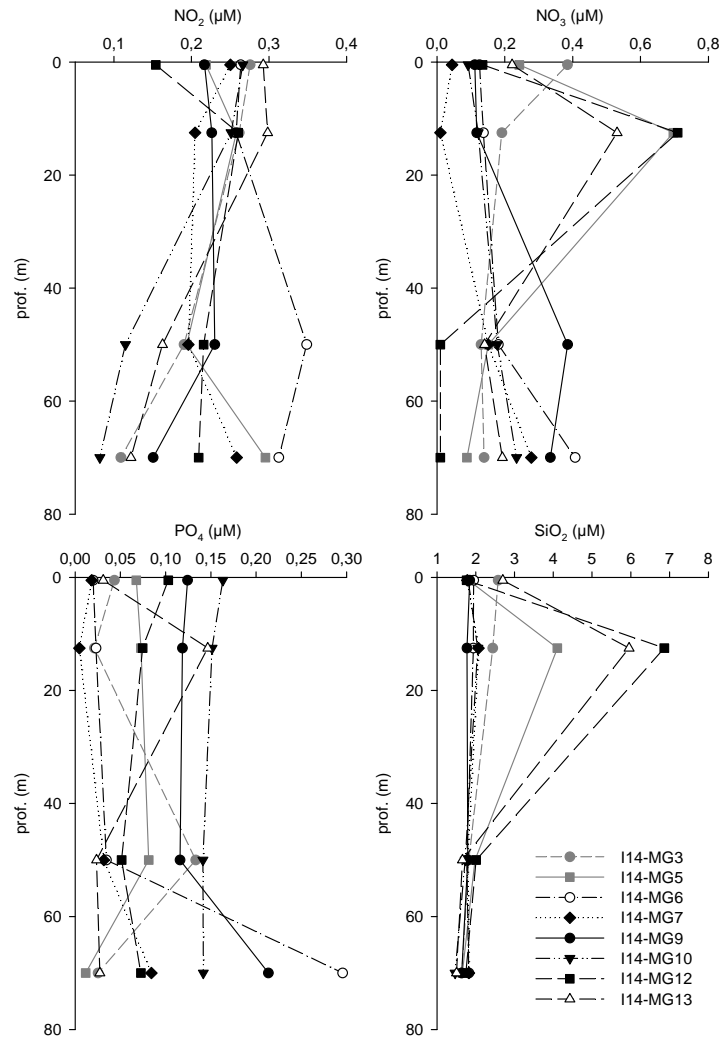 NO2 (µM)
0,1 0,2 0,3 0,4
prof. (m)
0
20
40
60
80
NO3 (µM)
0,0 0,2 0,4 0,6 0,8
prof. (m)
0
20
40
60
80
PO4 (µM)
0,00 0,05 0,10 0,15 0,20 0,25 0,30
prof. (m)
0
20
40
60
80
SiO2 (µM)
1 2 3 4 5 6 7 8
prof. (m)
0
20
40
60
80
I14-MG3
I14-MG5
I14-MG6
I14-MG7
I14-MG9
I14-MG10
I14-MG12
I14-MG13